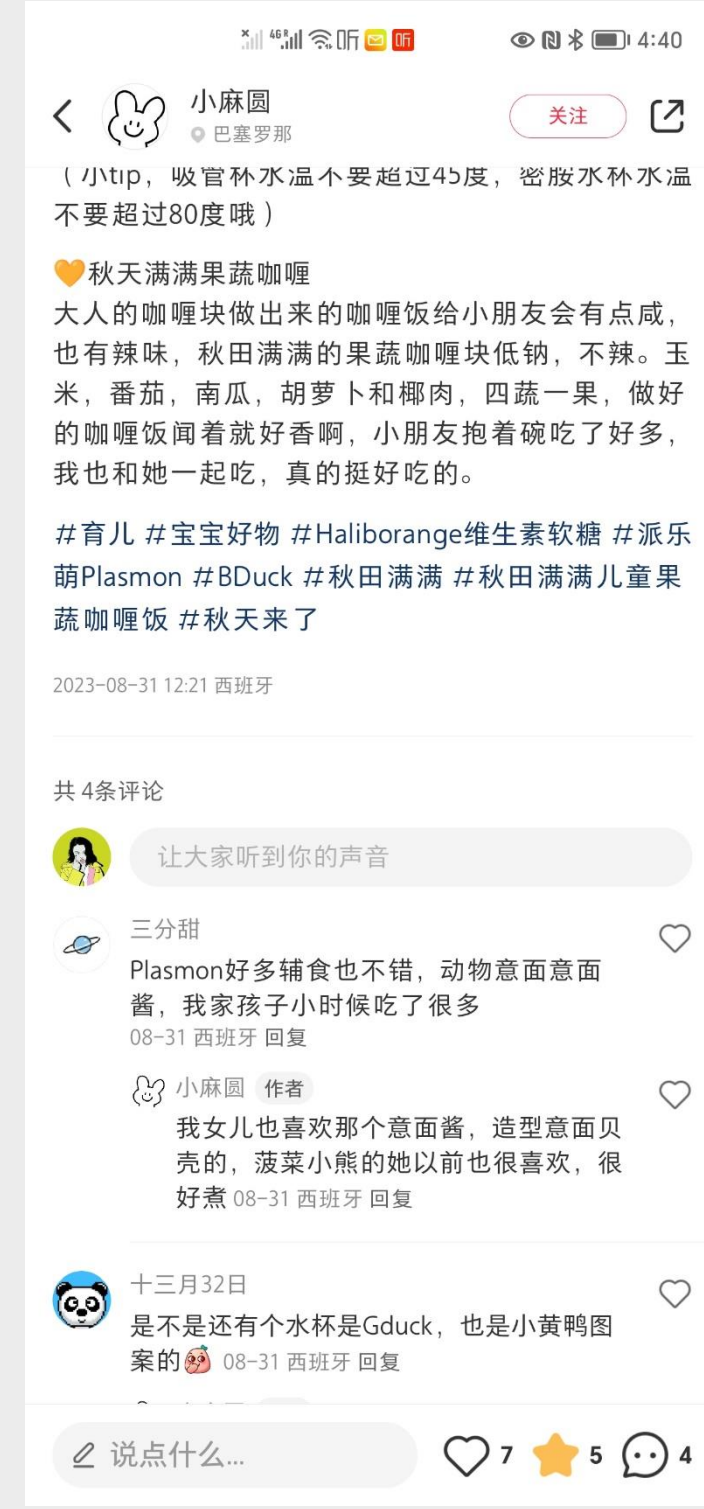 46 听 听 4:40
小麻圆
巴塞罗那
关注
（小tip，吸管杯水温不要超过45度，密胺水杯水温
不要超过80度哦）
🧡秋天满满果蔬咖喱
大人的咖喱块做出来的咖喱饭给小朋友会有点咸，
也有辣味，秋田满满的果蔬咖喱块低钠，不辣。玉
米，番茄，南瓜，胡萝卜和椰肉，四蔬一果，做好
的咖喱饭闻着就好香啊，小朋友抱着碗吃了好多，
我也和她一起吃，真的挺好吃的。
#育儿 #宝宝好物 #Haliborange维生素软糖 #派乐
萌Plasmon #BDuck #秋田满满 #秋田满满儿童果
蔬咖喱饭 #秋天来了
2023-08-31 12:21 西班牙
共 4条评论
让大家听到你的声音
三分甜
Plasmon好多辅食也不错，动物意面意面
酱，我家孩子小时候吃了很多
08-31 西班牙 回复
小麻圆 作者
我女儿也喜欢那个意面酱，造型意面贝
壳的，菠菜小熊的她以前也很喜欢，很
好煮 08-31 西班牙 回复
十三月32日
是不是还有个水杯是Gduck，也是小黄鸭图
案的 08-31 西班牙 回复
说点什么... 7 5 4